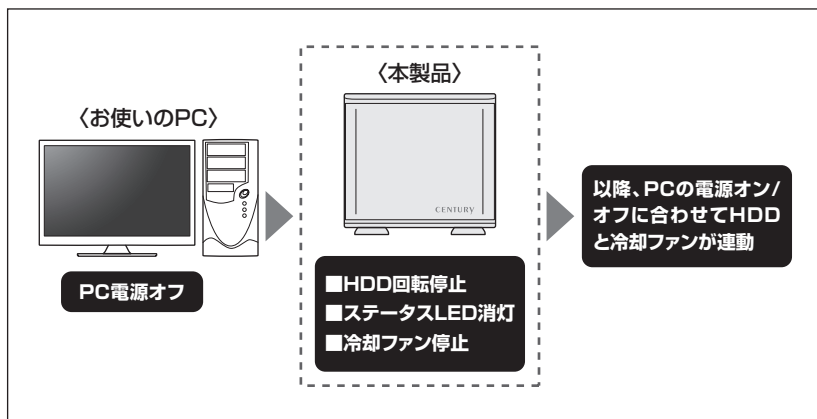 〈お使いのPC〉
PC電源オフ
〈本製品〉
CENTURY
■HDD回転停止
■ステータスLED消灯
■冷却ファン停止
以降、PCの電源オン/
オフに合わせてHDD
と冷却ファンが連動